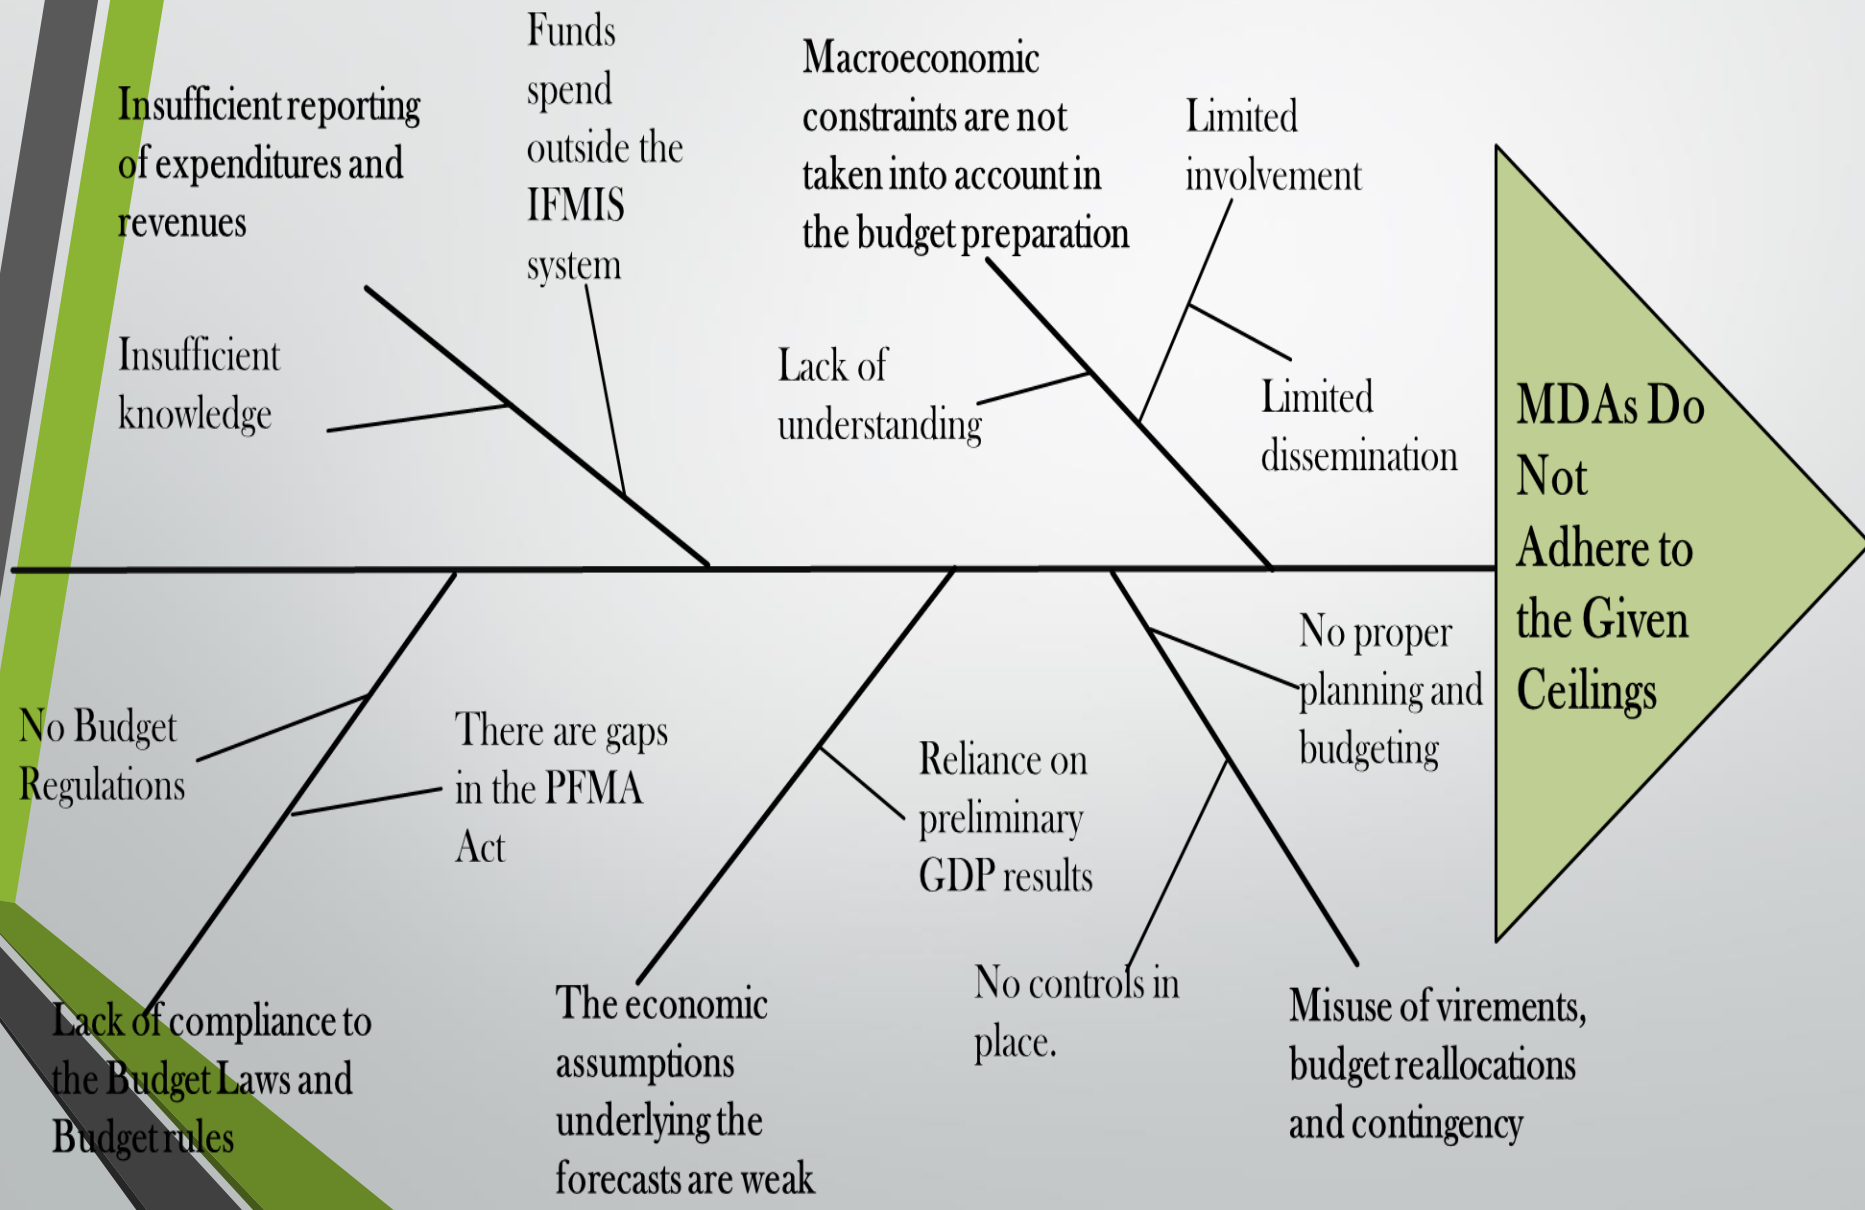 Insufficient reporting
of expenditures and
revenues
Funds
spend
outside the
IFMIS
system
Macroeconomic
constraints are not
taken into account in
the budget preparation
Limited
involvement
Insufficient
knowledge
Lack of
understanding
Limited
dissemination
MDAs Do
Not
Adhere to
the Given
Ceilings
No Budget
Regulations
There are gaps
in the PFMA
Act
Reliance on
preliminary
GDP results
No proper
planning and
budgeting
Lack of compliance to
the Budget Laws and
Budget rules
The economic
assumptions
underlying the
forecasts are weak
No controls in
place.
Misuse of virements,
budget reallocations
and contingency